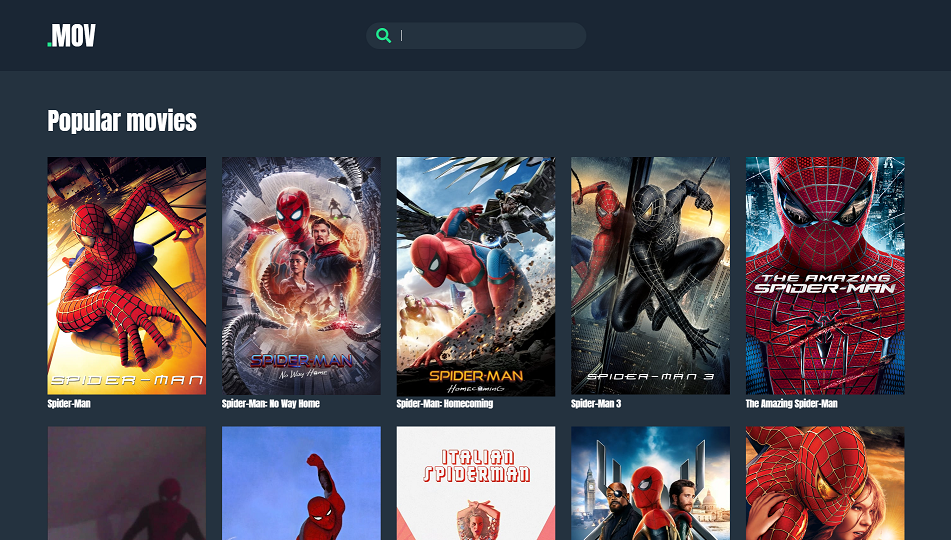 .MOV
Popular movies
SPIDER-MAN
SPIDER-MAN
No Way Home
SPIDER-MAN
HOMECOMING
SPIDER-MAN 3
THE AMAZING
SPIDER-MAN
Spider-Man
Spider-Man: No Way Home
Spider-Man: Homecoming
Spider-Man 3
The Amazing Spider-Man
ITALIAN
SPIDERMAN